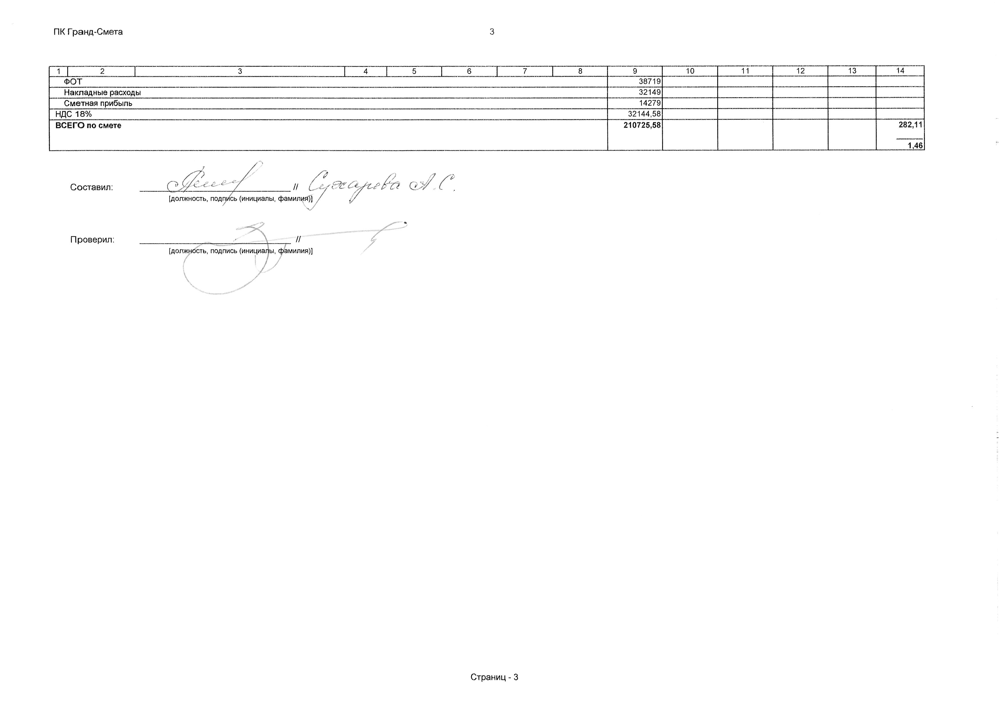 ПК Гранд-Смета 3
1 2 3 4 5 6 7 8 9 10 11 12 13 14
ФОТ 38719
Накладные расходы 32149
Сметная прибыль 14279
НДС 18% 32144,58
ВСЕГО по смете 210725,58 282,11
1,46
Составил: // Сухарева А.С.
[должность, подпись (инициалы, фамилия)]
Проверил: //
[должность, подпись (инициалы, фамилия)]
Страниц - 3